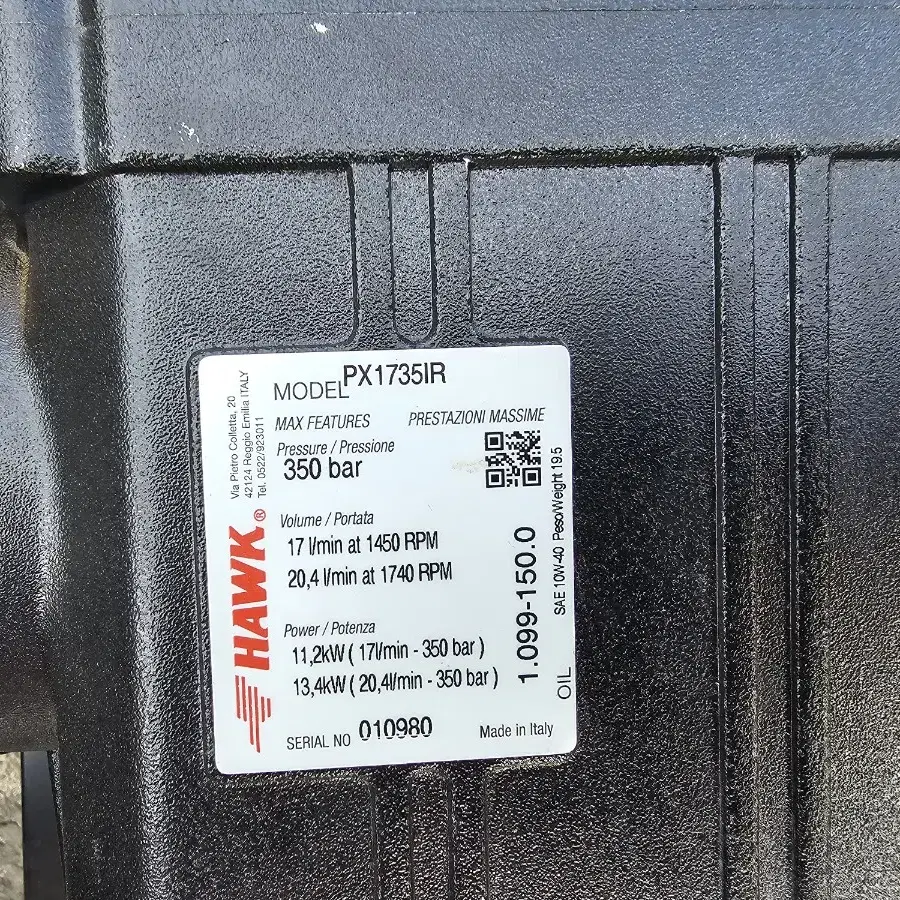 MODEL PX1735IR
MAX FEATURES PRESTAZIONI MASSIME
Pressure / Pressione
350 bar
Volume / Portata
17 l/min at 1450 RPM
20,4 l/min at 1740 RPM
Power / Potenza
11,2kW ( 17l/min - 350 bar )
13,4kW ( 20,4l/min - 350 bar )
SERIAL NO 010980
Made in Italy
HAWK®
Via Pietro Colletta, 20
42124 Reggio Emilia ITALY
Tel. 0522/923011
1.099-150.0
OIL SAE 10W-40 Peso/Weight 19.5